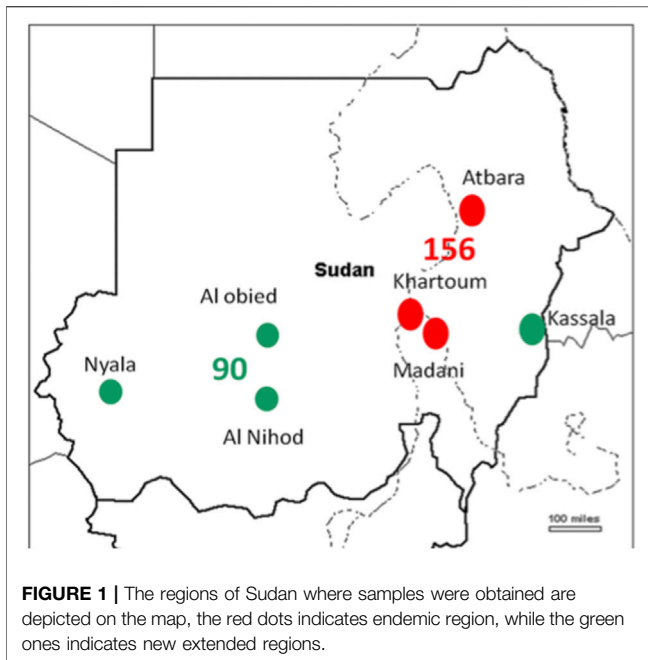 Atbara
156
Sudan
Khartoum
Al obied
Kassala
Nyala
90
Madani
Al Nihod
100 miles
FIGURE 1 | The regions of Sudan where samples were obtained are
depicted on the map, the red dots indicates endemic region, while the green
ones indicates new extended regions.